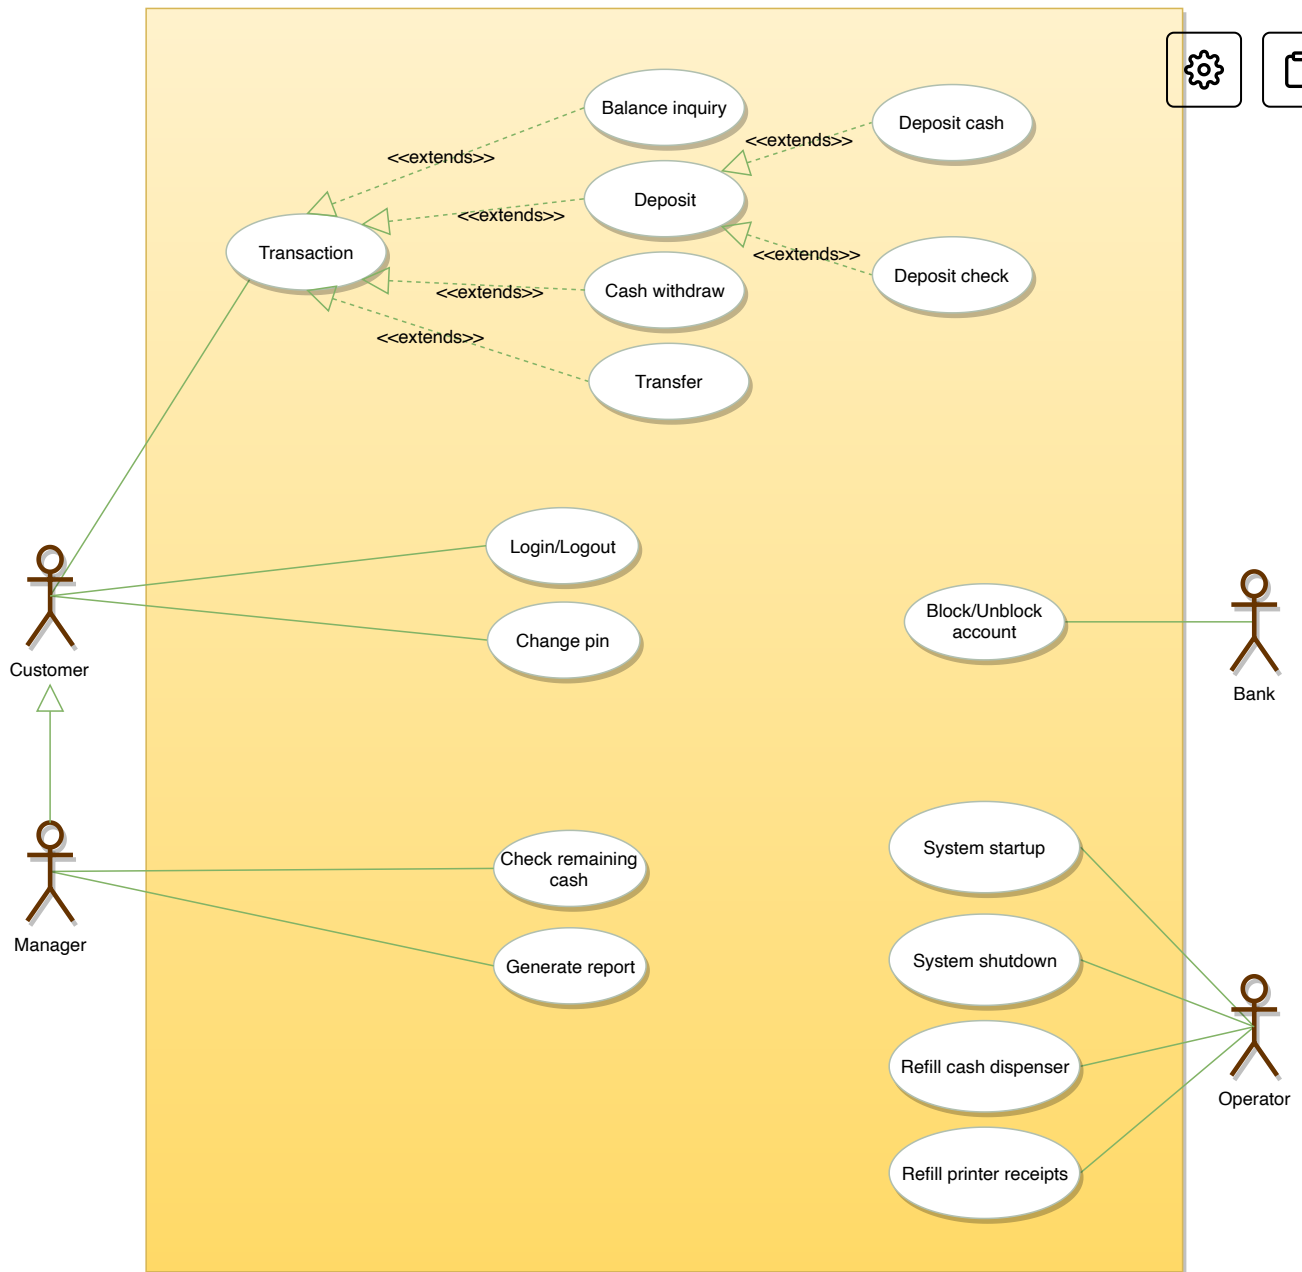 Balance inquiry
Deposit cash
<<extends>>
<<extends>>
Deposit
<<extends>>
Transaction
<<extends>>
Deposit check
Cash withdraw
<<extends>>
<<extends>>
Transfer
Login/Logout
Change pin
Block/Unblock
account
Customer
Bank
System startup
Check remaining
cash
Manager
Generate report
System shutdown
Refill cash dispenser
Operator
Refill printer receipts